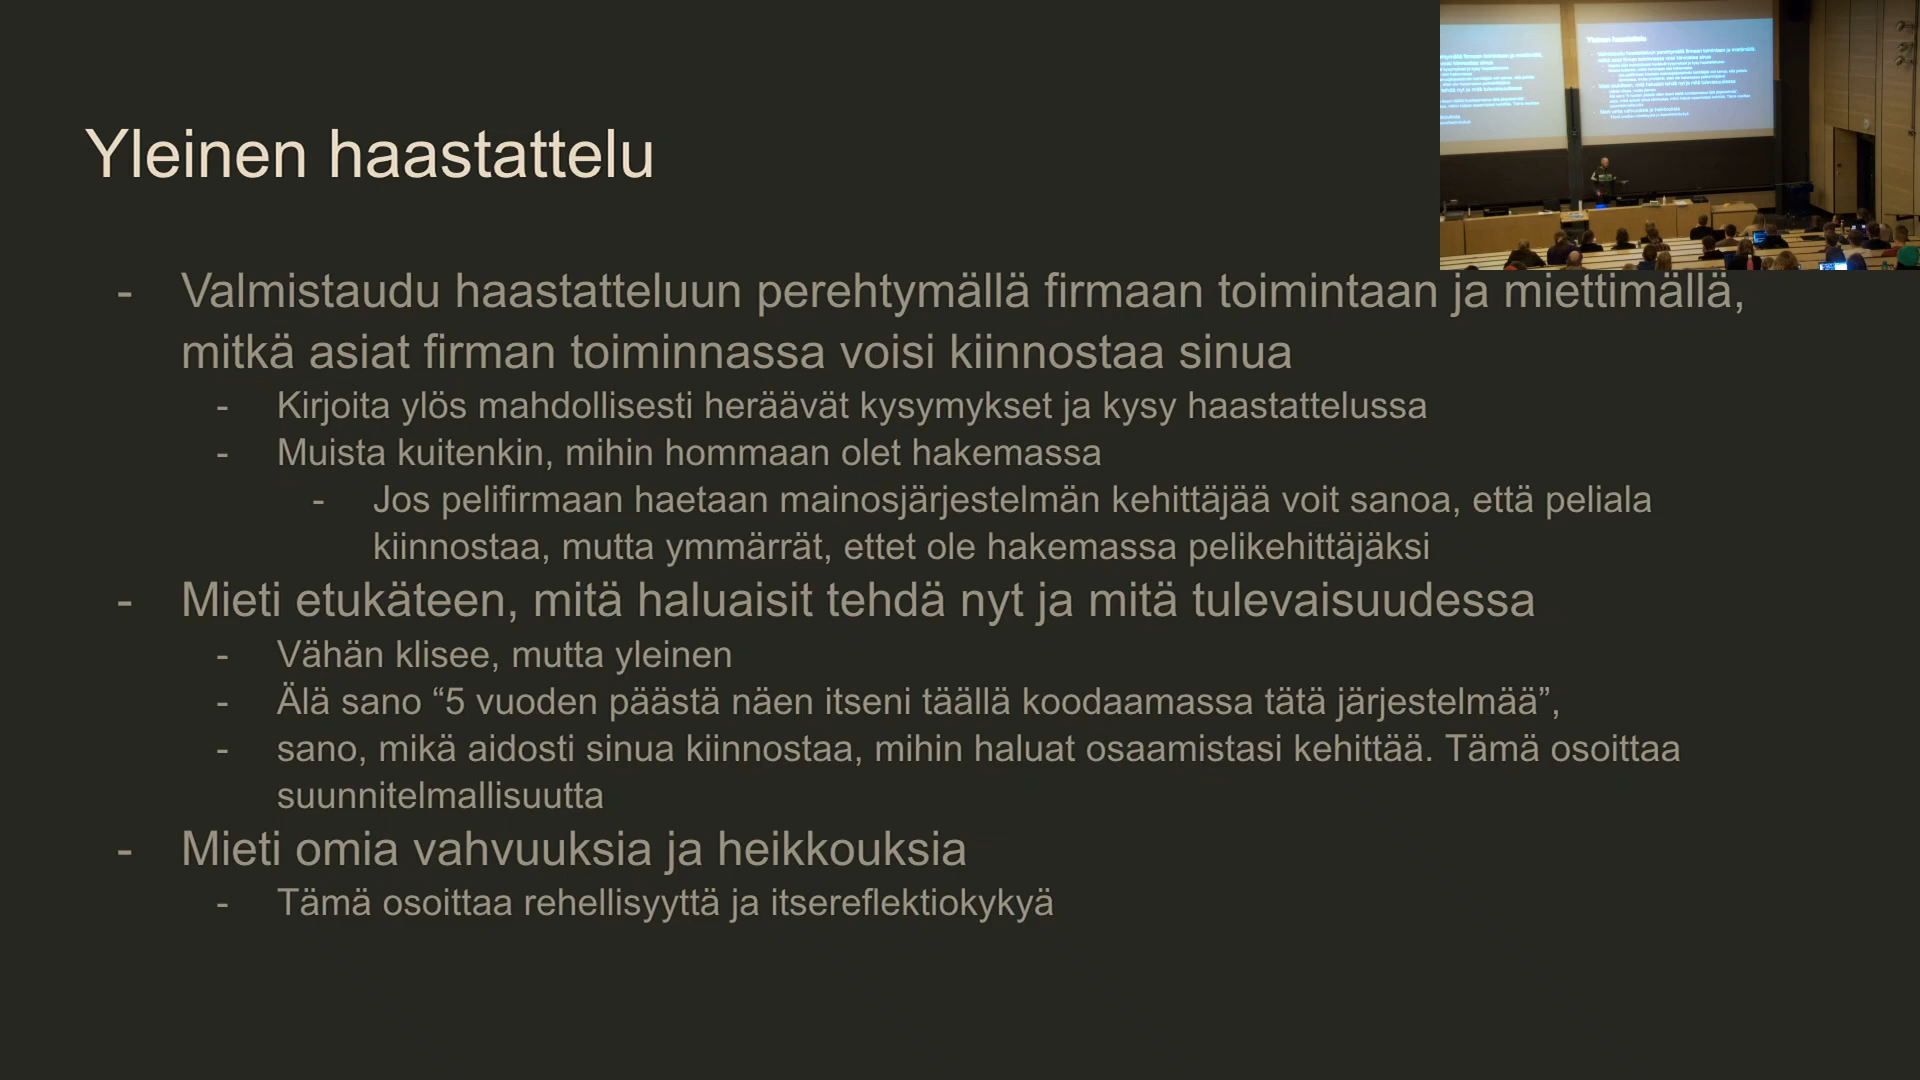 Yleinen haastattelu
- Valmistaudu haastatteluun perehtymällä firmaan toimintaan ja miettimällä,
mitkä asiat firman toiminnassa voisi kiinnostaa sinua
- Kirjoita ylös mahdollisesti heräävät kysymykset ja kysy haastattelussa
- Muista kuitenkin, mihin hommaan olet hakemassa
- Jos pelifirmaan haetaan mainosjärjestelmän kehittäjää voit sanoa, että peliala
kiinnostaa, mutta ymmärrät, ettet ole hakemassa pelikehittäjäksi
- Mieti etukäteen, mitä haluaisit tehdä nyt ja mitä tulevaisuudessa
- Vähän klisee, mutta yleinen
- Älä sano “5 vuoden päästä näen itseni täällä koodaamassa tätä järjestelmää”,
- sano, mikä aidosti sinua kiinnostaa, mihin haluat osaamistasi kehittää. Tämä osoittaa
suunnitelmallisuutta
- Mieti omia vahvuuksia ja heikkouksia
- Tämä osoittaa rehellisyyttä ja itsereflektiokykyä